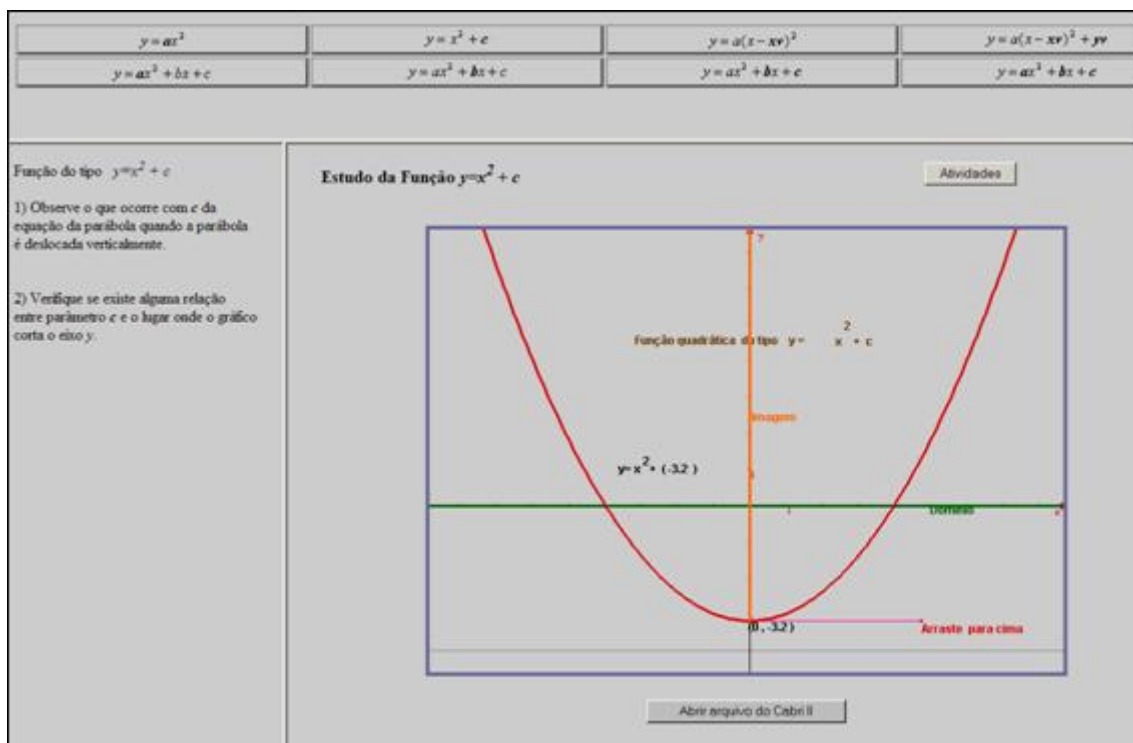 y = ax²
y = x² + c
y = a(x − xv)²
y = a(x − xv)² + yv
y = ax² + bx + c
y = ax² + bx + c
y = ax² + bx + c
y = ax² + bx + c
Função do tipo y=x² + c
1) Observe o que ocorre com c da
equação da parábola quando a parábola
é deslocada verticalmente.
2) Verifique se existe alguma relação
entre parâmetro c e o lugar onde o gráfico
corta o eixo y.
Estudo da Função y=x² + c
Atividades
Função quadrática do tipo y = x² + c
Imagem
y=x²+ (-3.2 )
1
Domínio
(0 , -3.2 )
Arraste para cima
Abrir arquivo do Cabri II